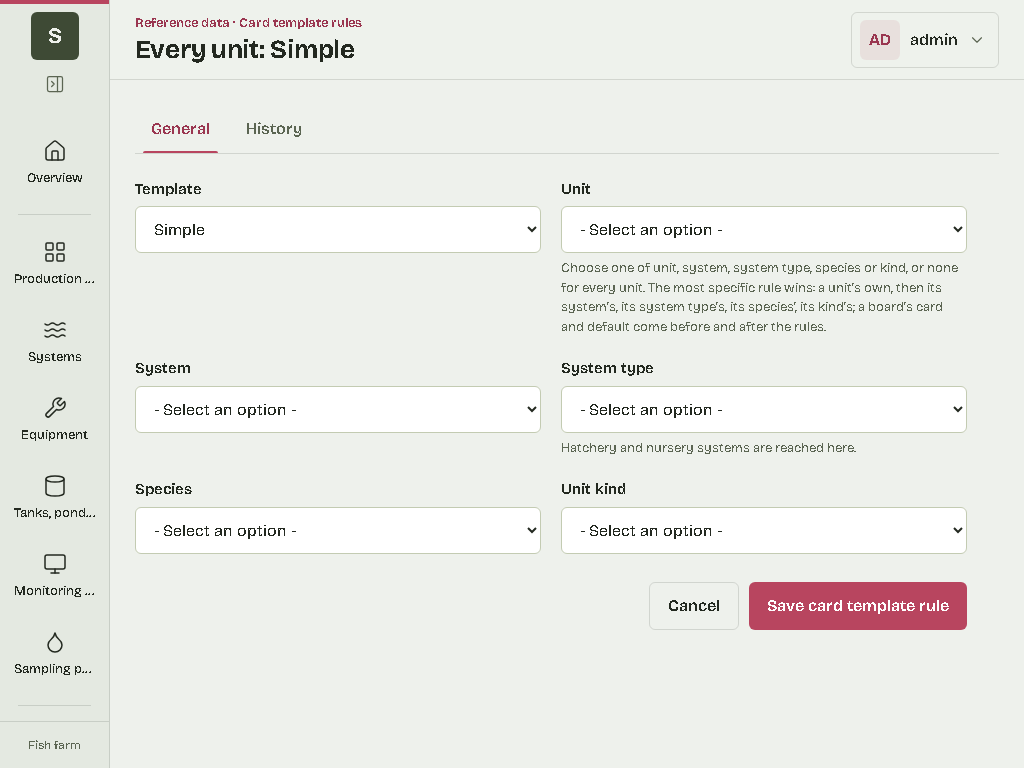 S
Overview
Production ...
Systems
Equipment
Tanks, pond...
Monitoring ...
Sampling p...
Fish farm
Reference data · Card template rules
Every unit: Simple
AD admin
General History
Template
Simple
Unit
- Select an option -
Choose one of unit, system, system type, species or kind, or none
for every unit. The most specific rule wins: a unit's own, then its
system's, its system type's, its species', its kind's; a board's card
and default come before and after the rules.
System
- Select an option -
System type
- Select an option -
Hatchery and nursery systems are reached here.
Species
- Select an option -
Unit kind
- Select an option -
Cancel
Save card template rule